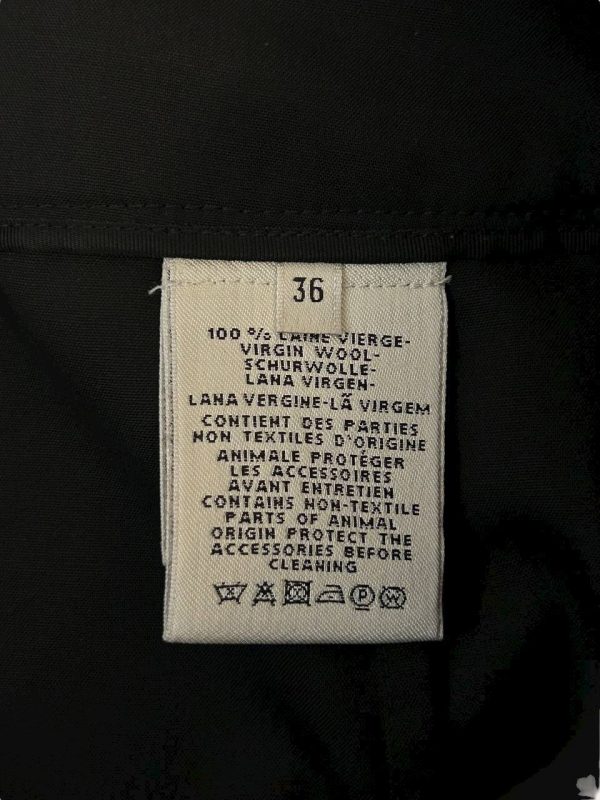 36
100 % LAINE VIERGE-
VIRGIN WOOL-
SCHURWOLLE-
LANA VIRGEN-
LANA VERGINE-LÃ VIRGEM
CONTIENT DES PARTIES
NON TEXTILES D'ORIGINE
ANIMALE PROTÉGER
LES ACCESSOIRES
AVANT ENTRETIEN
CONTAINS NON-TEXTILE
PARTS OF ANIMAL
ORIGIN PROTECT THE
ACCESSORIES BEFORE
CLEANING
P W